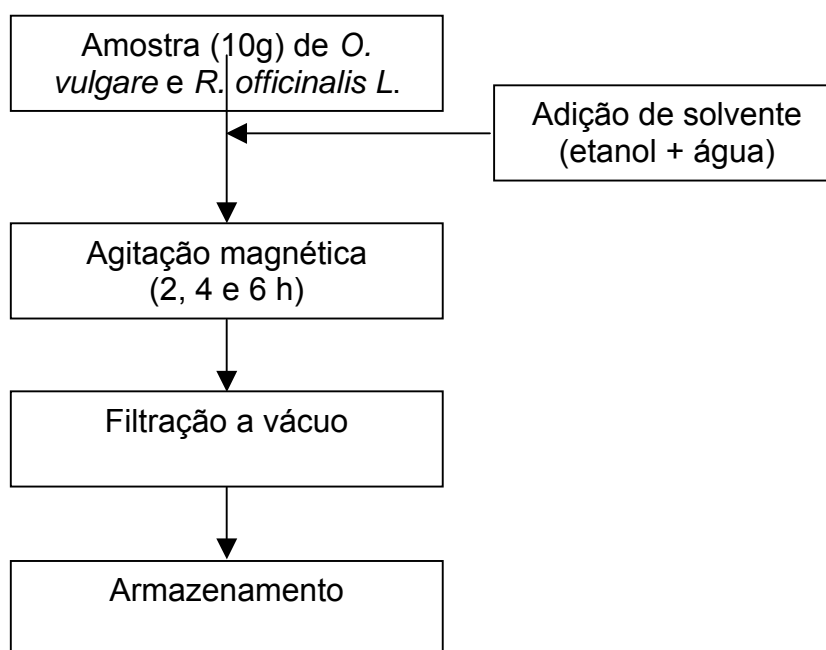 Amostra (10g) de O.
vulgare e R. officinalis L.
Adição de solvente
(etanol + água)
Agitação magnética
(2, 4 e 6 h)
Filtração a vácuo
Armazenamento